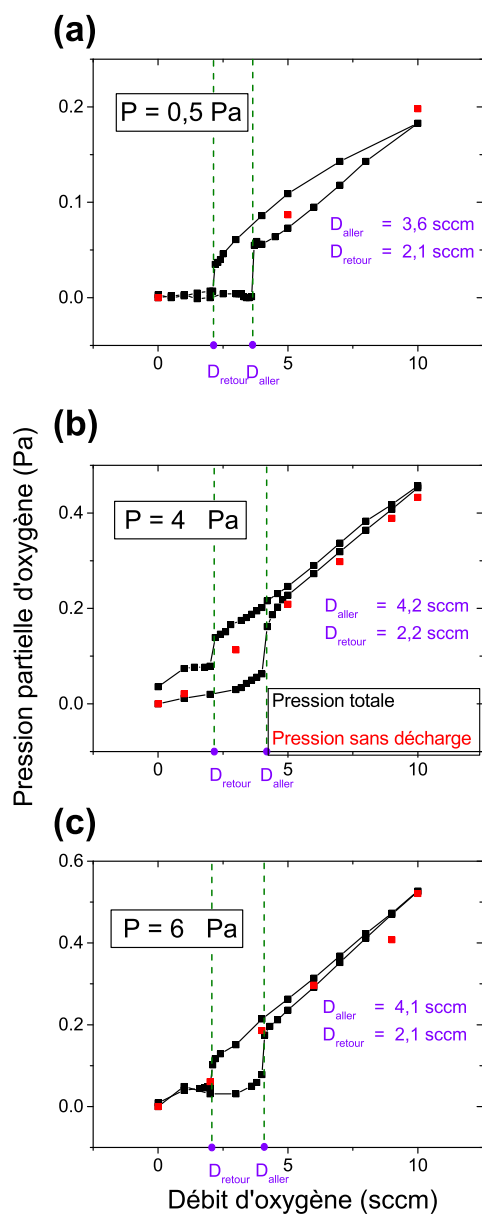 (a)
P = 0,5 Pa
0.2
0.1
0.0
D_aller = 3,6 sccm
D_retour = 2,1 sccm
0 5 10
D_retour D_aller
(b)
P = 4 Pa
0.4
0.2
0.0
D_aller = 4,2 sccm
D_retour = 2,2 sccm
Pression totale
Pression sans décharge
0 5 10
D_retour D_aller
(c)
P = 6 Pa
0.6
0.4
0.2
0.0
D_aller = 4,1 sccm
D_retour = 2,1 sccm
0 5 10
D_retour D_aller
Débit d'oxygène (sccm)
Pression partielle d'oxygène (Pa)